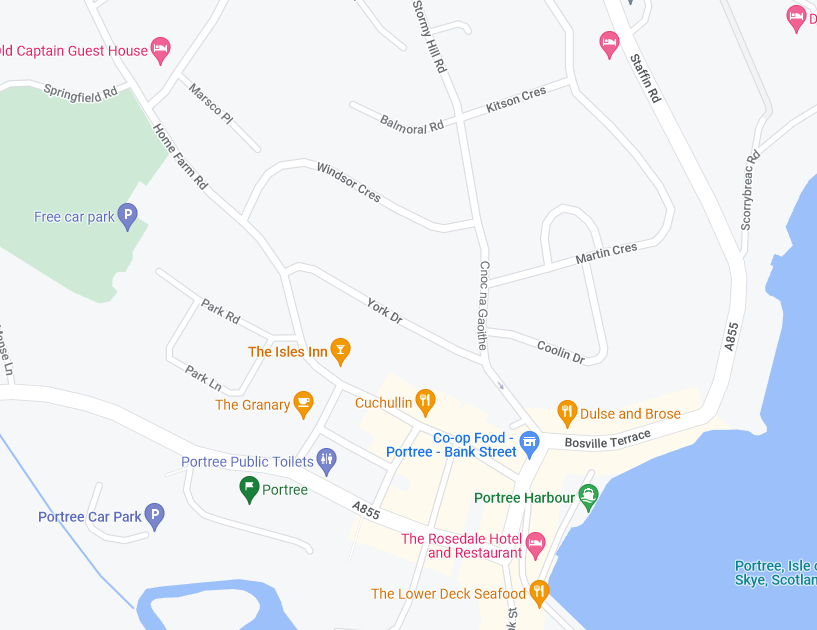 Stormy Hill Rd
Old Captain Guest House
D
Staffin Rd
Springfield Rd
Marsco Pl
Kitson Cres
Balmoral Rd
Home Farm Rd
Windsor Cres
Scorrybreac Rd
Free car park
P
Martin Cres
Cnoc na Gaoithe
Park Rd
York Dr
A855
Manse Ln
The Isles Inn
Coolin Dr
Park Ln
The Granary
Cuchullin
Dulse and Brose
Co-op Food -
Portree - Bank Street
Bosville Terrace
Portree Public Toilets
Portree
Portree Harbour
A855
Portree Car Park
P
The Rosedale Hotel
and Restaurant
Portree, Isle o
Skye, Scotlan
The Lower Deck Seafood
k St